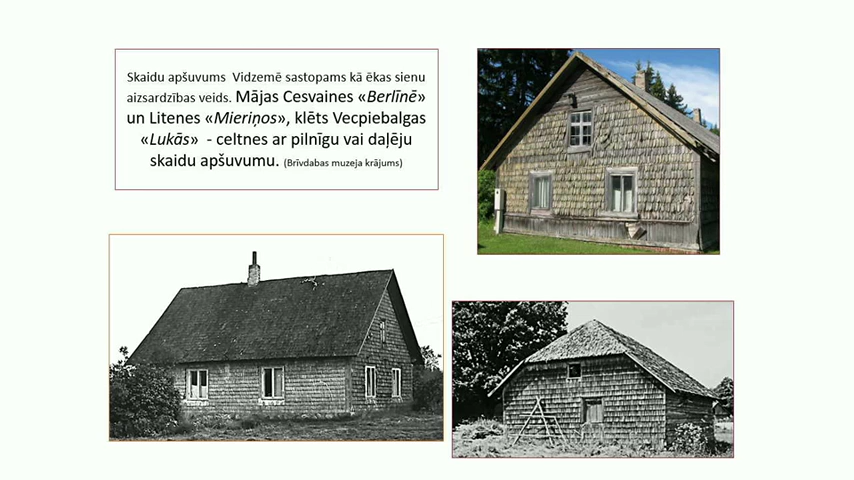 Skaidu apšuvums  Vidzemē sastopams kā ēkas sienu
aizsardzības veids. Mājas Cesvaines «Berlīnē»
un Litenes «Mieriņos», klēts Vecpiebalgas
«Lukās»  - celtnes ar pilnīgu vai daļēju
skaidu apšuvumu. (Brīvdabas muzeja krājums)